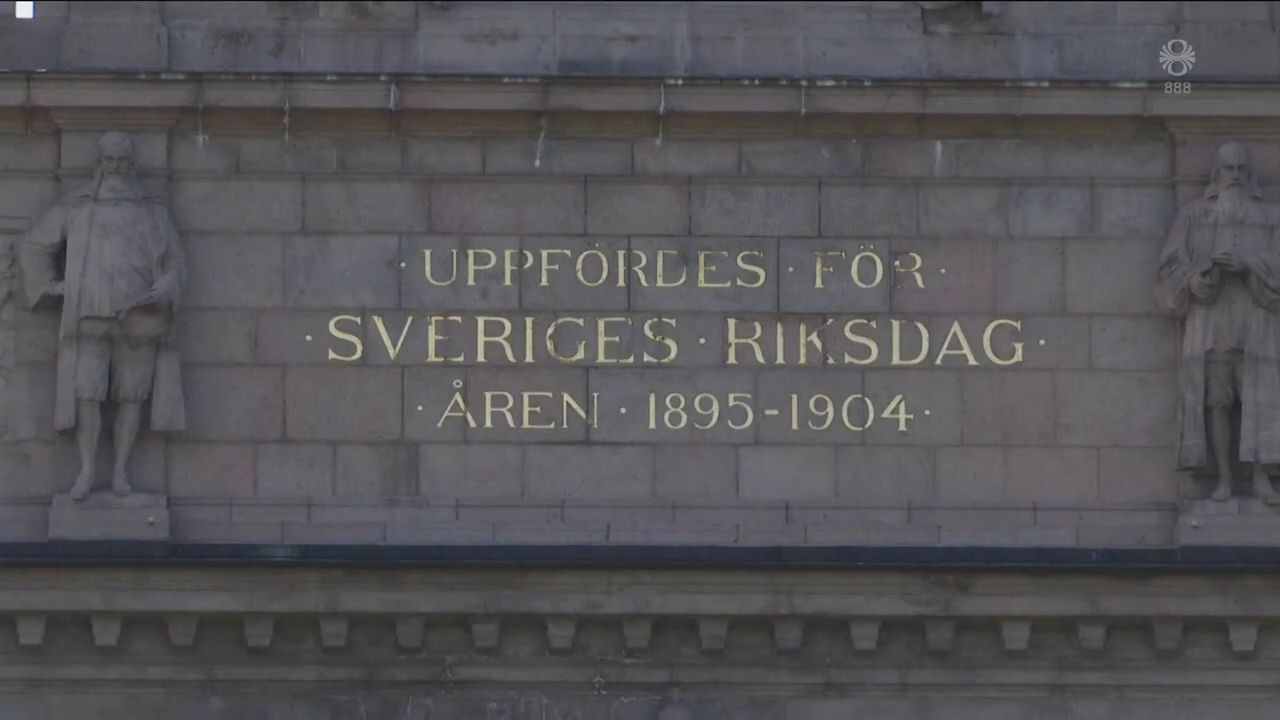 888
· UPPFÖRDES · FÖR ·
· SVERIGES · RIKSDAG ·
· ÅREN · 1895-1904 ·